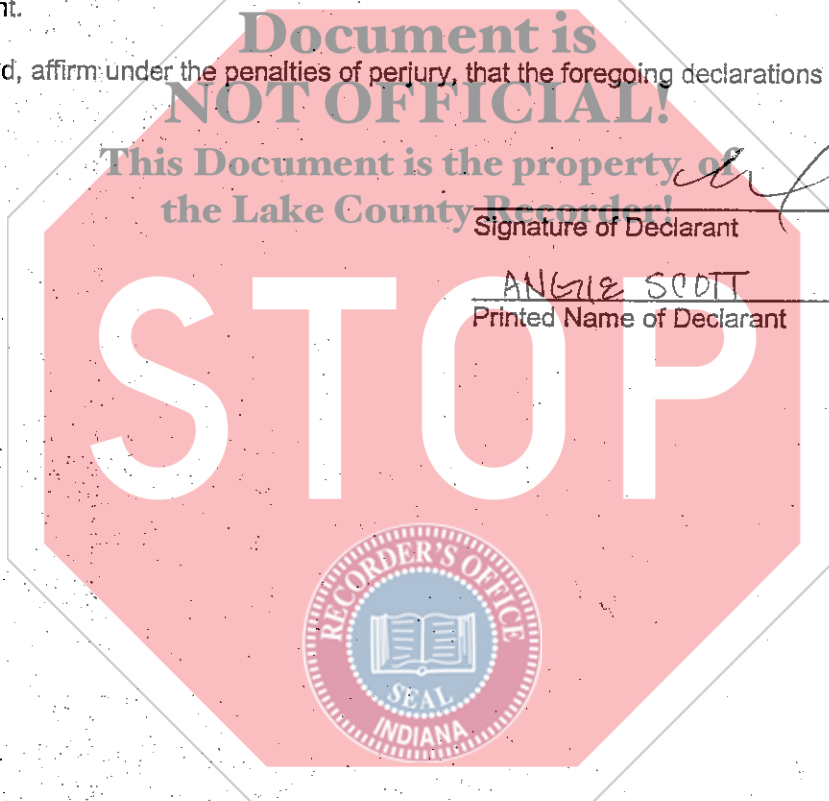 nt.
Document is
d, affirm under the penalties of perjury, that the foregoing declarations
NOT OFFICIAL!
This Document is the property of
the Lake County Recorder!
Signature of Declarant
ANGIE SCOTT
Printed Name of Declarant
STOP
RECORDER'S OFFICE
SEAL
INDIANA